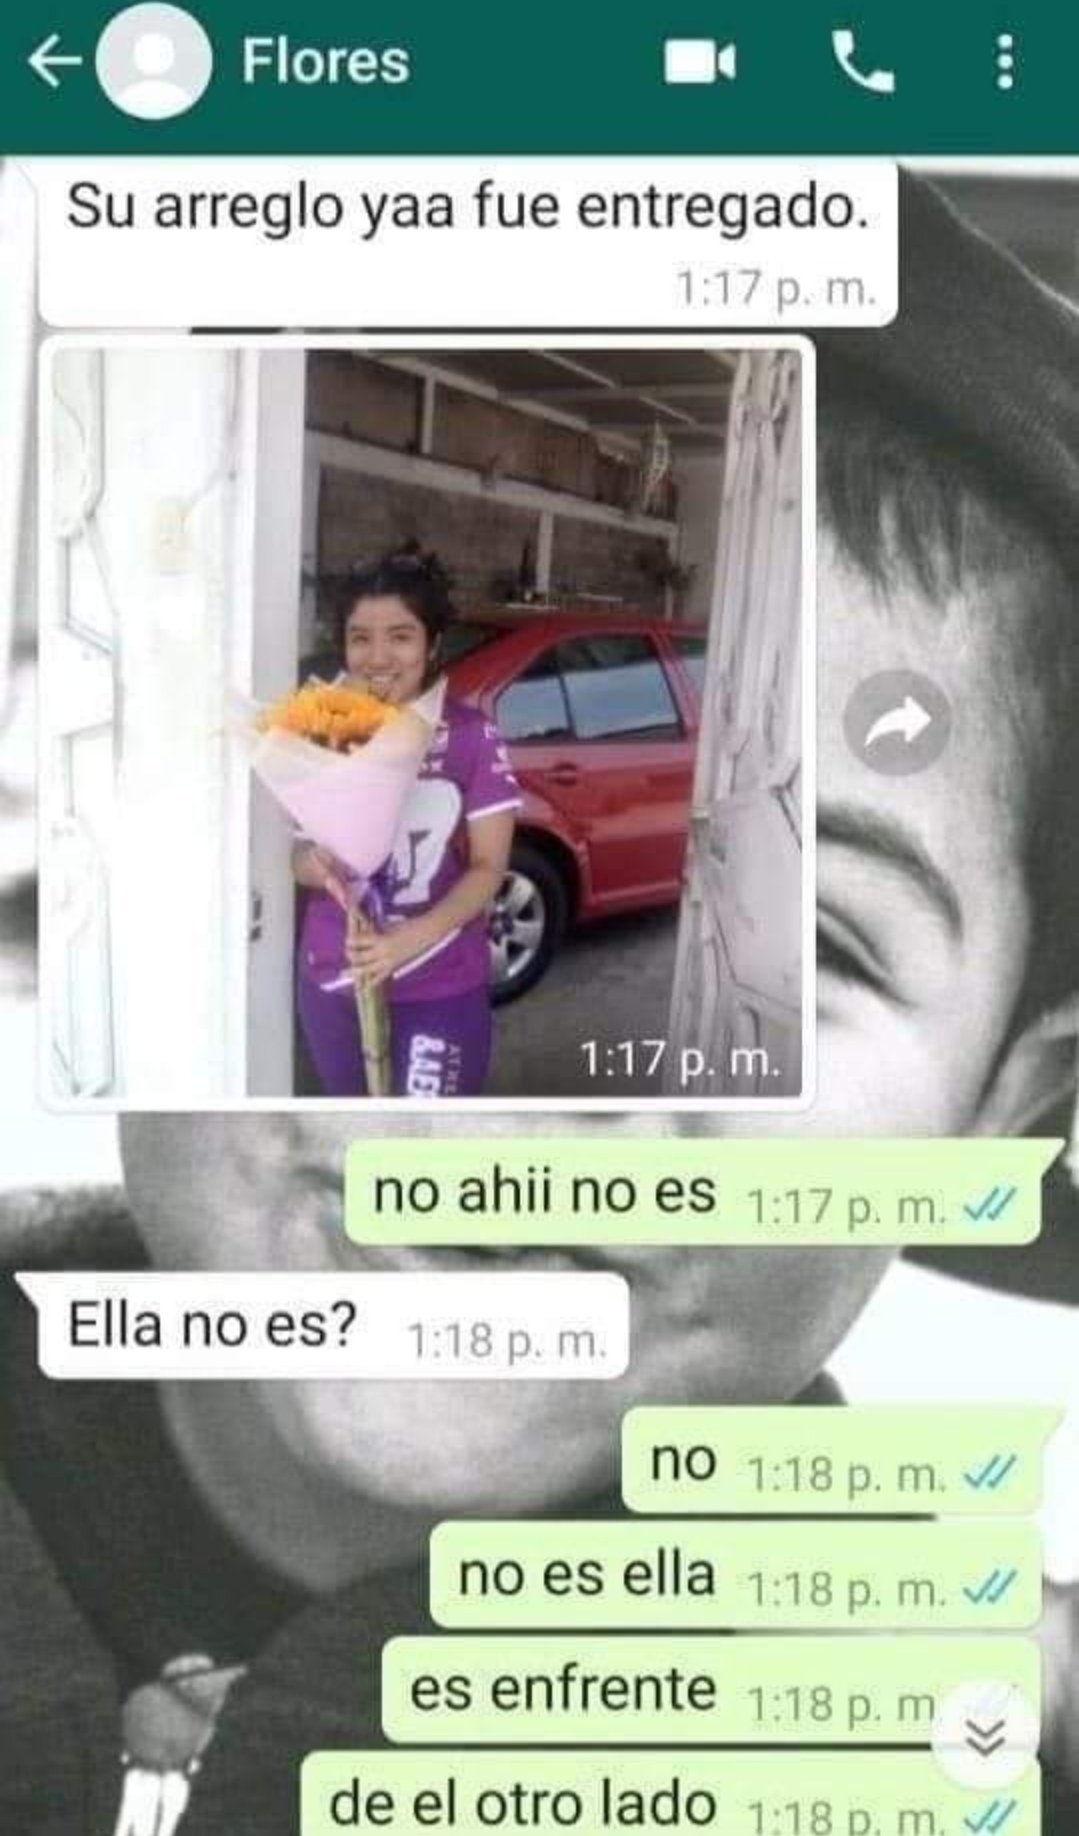 Flores
Su arreglo yaa fue entregado.
1:17 p. m.
1:17 p. m.
no ahii no es 1:17 p. m.
Ella no es? 1:18 p. m.
no 1:18 p. m.
no es ella 1:18 p. m.
es enfrente 1:18 p. m
de el otro lado 1:18 p. m.